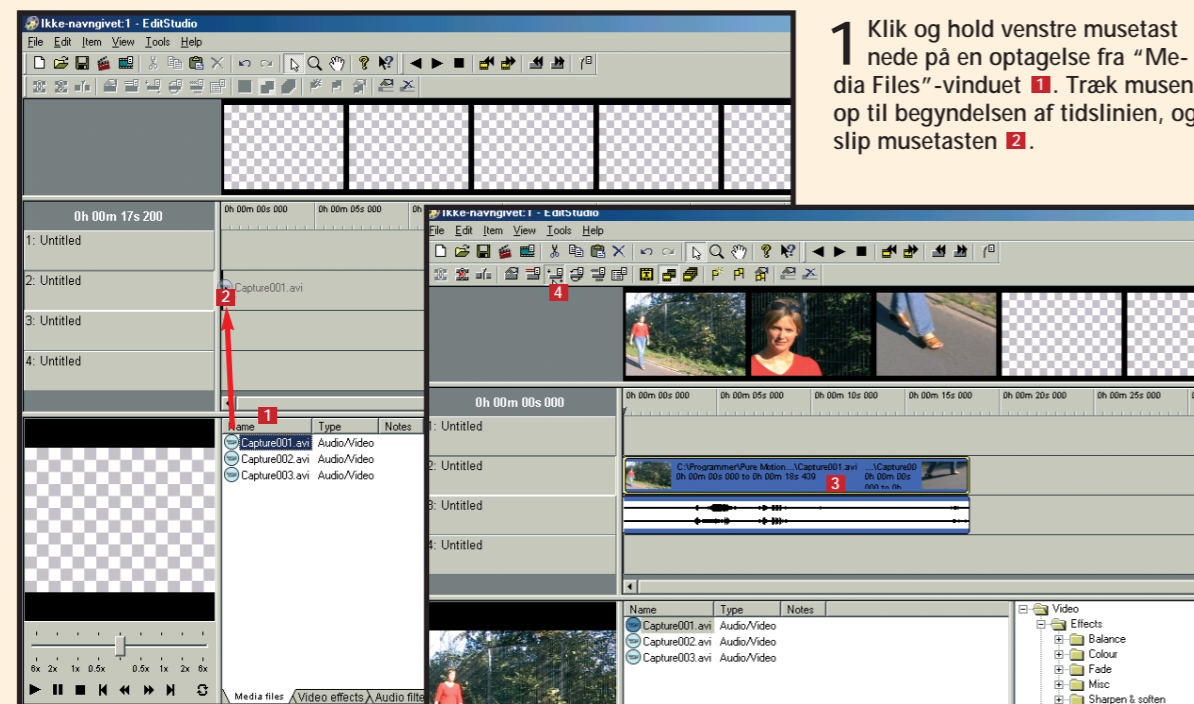 1 Klik og hold venstre musetast
nede på en optagelse fra “Me-
dia Files”-vinduet 1. Træk musen
op til begyndelsen af tidslinien, og
slip musetasten 2.
Ikke-navngivet:1 - EditStudio
File Edit Item View Tools Help
0h 00m 17s 200
0h 00m 00s 000 0h 00m 05s 000 0h
1: Untitled
2: Untitled
2 Capture001.avi
3: Untitled
4: Untitled
1
Name Type Notes
Capture001.avi Audio/Video
Capture002.avi Audio/Video
Capture003.avi Audio/Video
6x 2x 1x 0.5x 0.5x 1x 2x 6x
Media files Video effects Audio filte
Ikke-navngivet:1 - EditStudio
File Edit Item View Tools Help
4
0h 00m 00s 000
0h 00m 00s 000 0h 00m 05s 000 0h 00m 10s 000 0h 00m 15s 000 0h 00m 20s 000 0h 00m 25s 000
1: Untitled
2: Untitled
C:\Programmer\Pure Motion...\Capture001.avi ...\Capture00
0h 00m 00s 000 to 0h 00m 18s 439 3 0h 00m 00s
000 to 0h
3: Untitled
4: Untitled
Name Type Notes
Capture001.avi Audio/Video
Capture002.avi Audio/Video
Capture003.avi Audio/Video
Video
Effects
Balance
Colour
Fade
Misc
Sharpen & soften